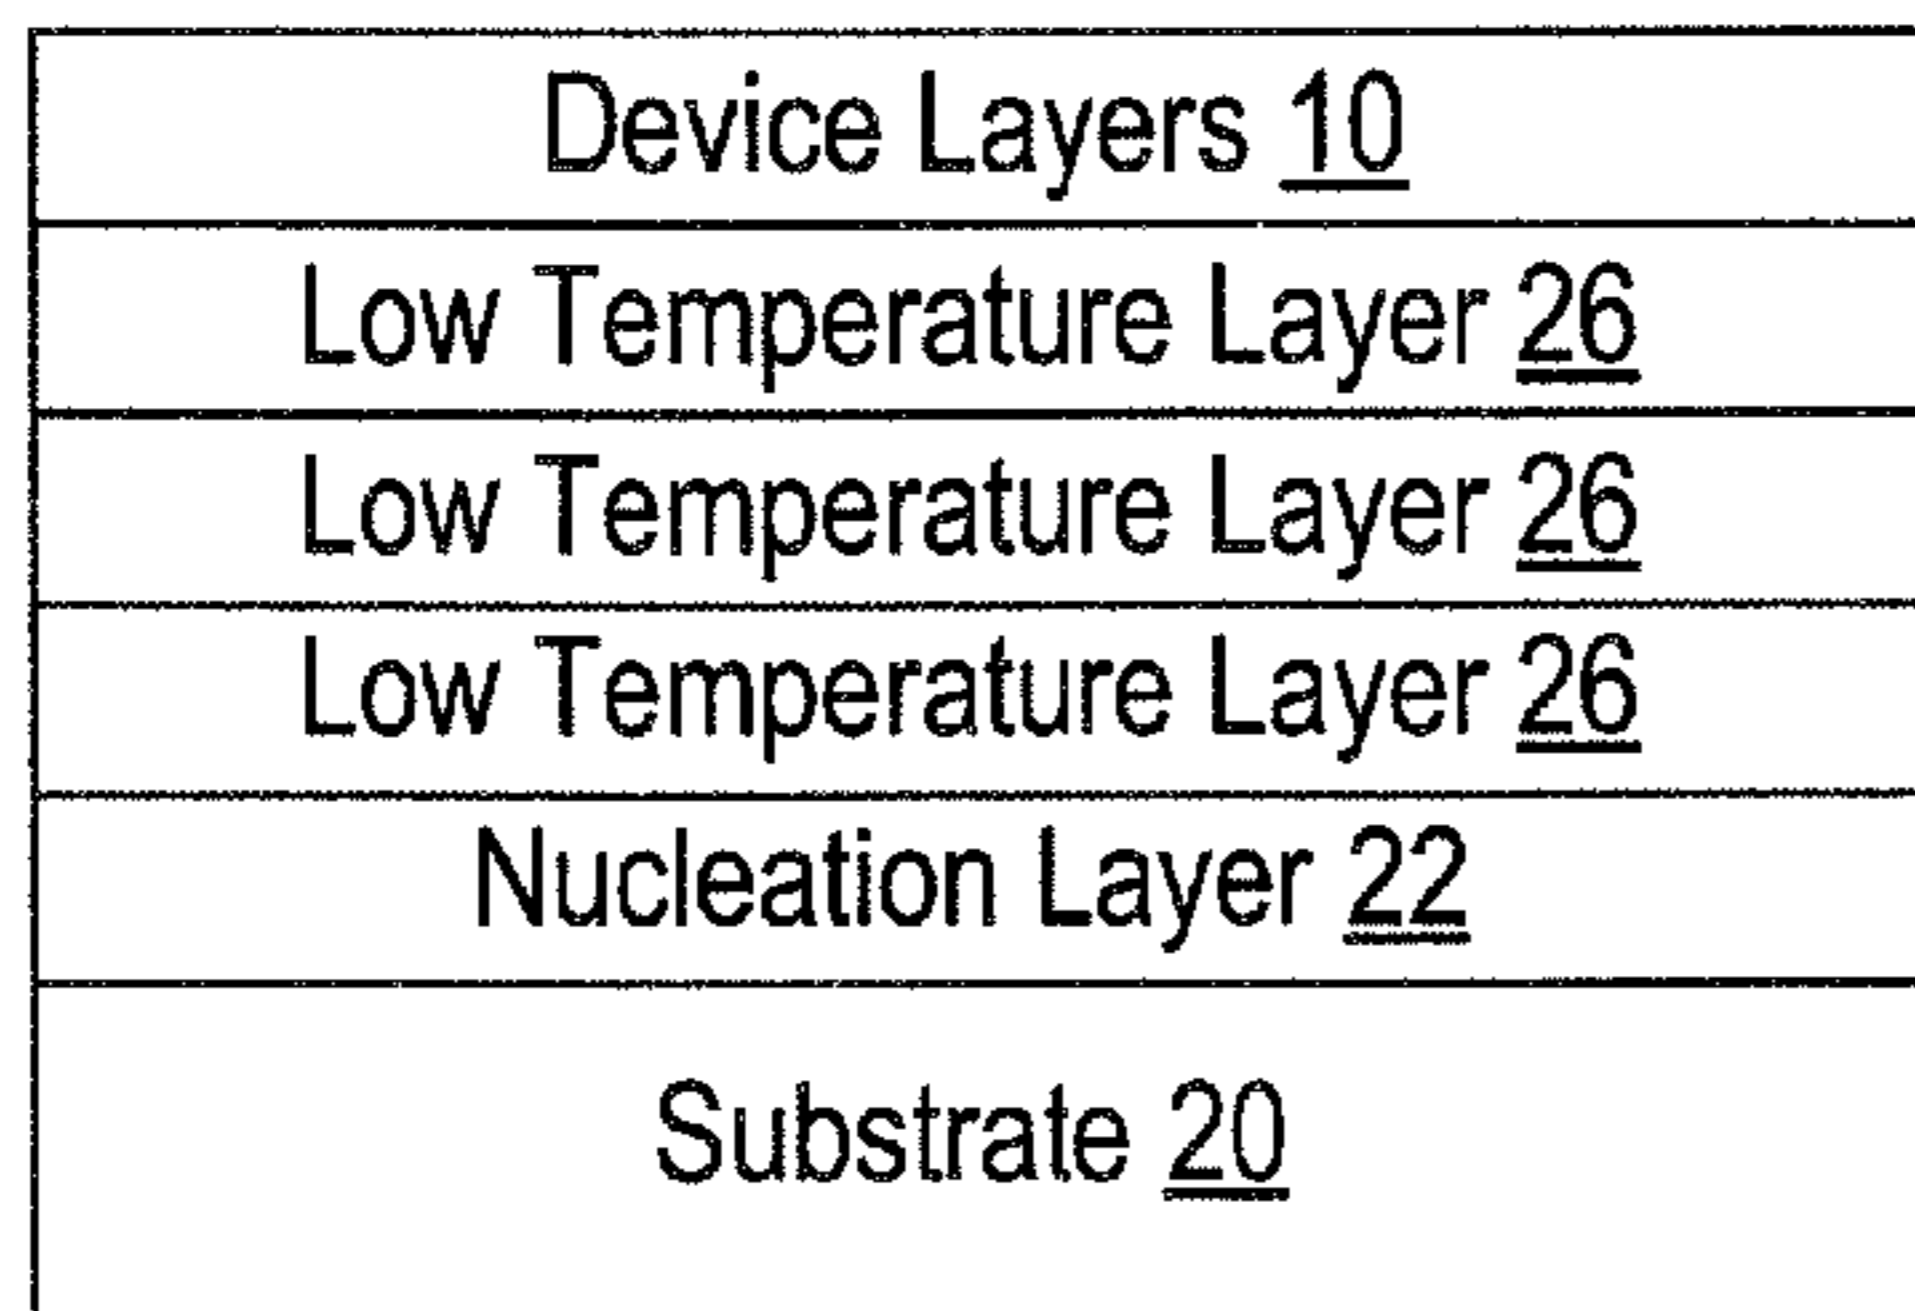 Device Layers 10
Low Temperature Layer 26
Low Temperature Layer 26
Low Temperature Layer 26
Nucleation Layer 22
Substrate 20